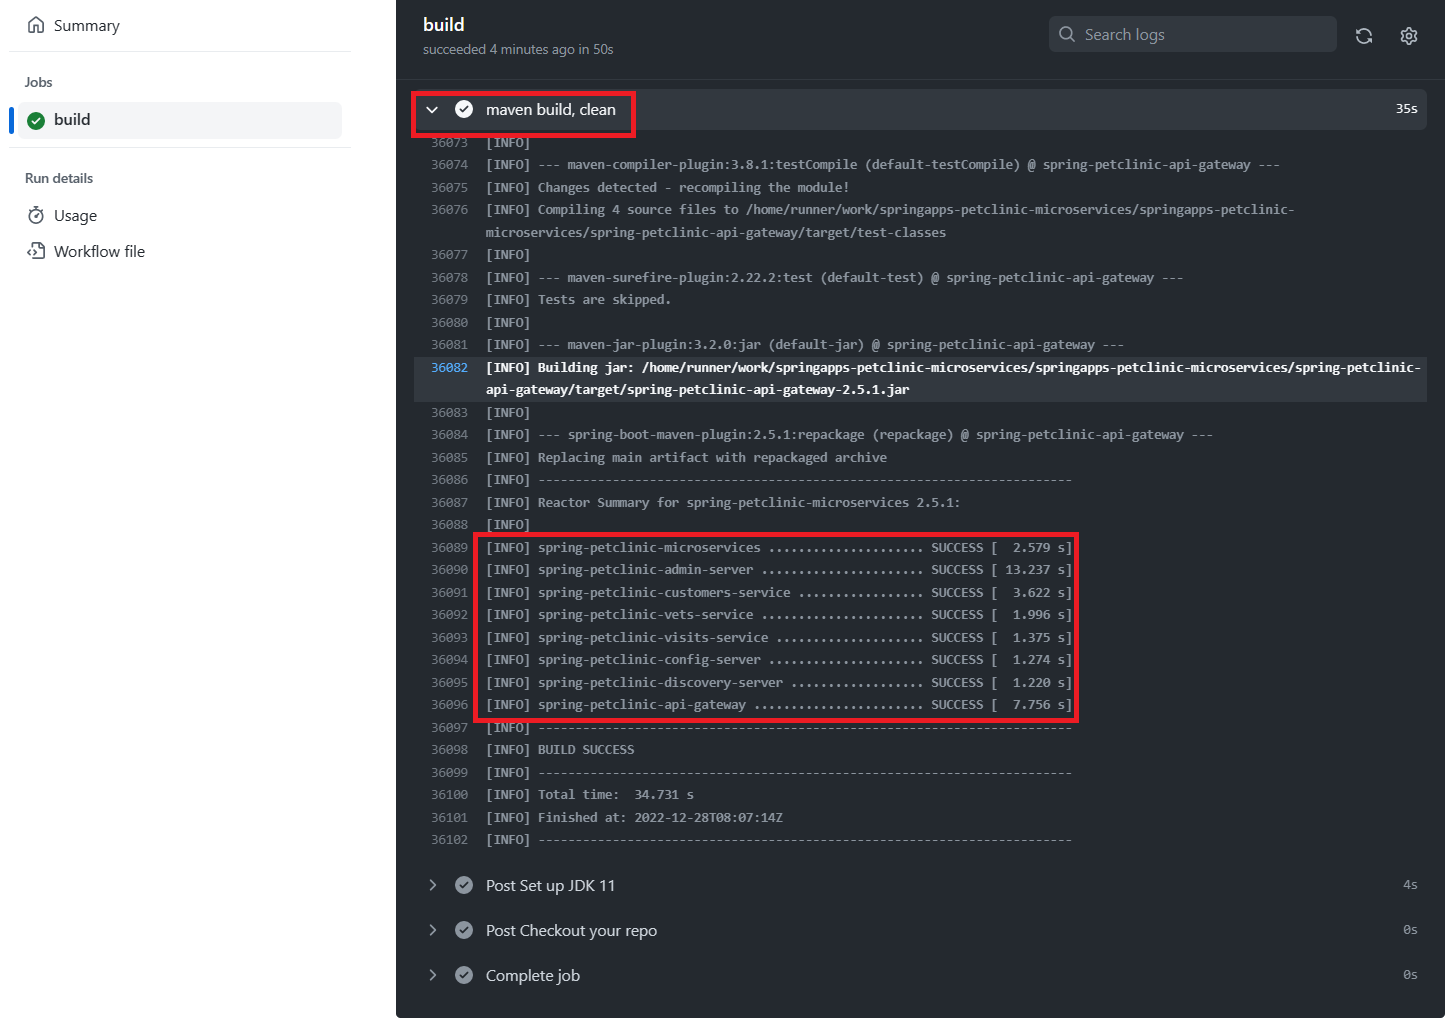 Summary
Jobs
build
Run details
Usage
Workflow file
build
succeeded 4 minutes ago in 50s
Search logs
maven build, clean
35s
36073 [INFO]
36074 [INFO] --- maven-compiler-plugin:3.8.1:testCompile (default-testCompile) @ spring-petclinic-api-gateway ---
36075 [INFO] Changes detected - recompiling the module!
36076 [INFO] Compiling 4 source files to /home/runner/work/springapps-petclinic-microservices/springapps-petclinic-
microservices/spring-petclinic-api-gateway/target/test-classes
36077 [INFO]
36078 [INFO] --- maven-surefire-plugin:2.22.2:test (default-test) @ spring-petclinic-api-gateway ---
36079 [INFO] Tests are skipped.
36080 [INFO]
36081 [INFO] --- maven-jar-plugin:3.2.0:jar (default-jar) @ spring-petclinic-api-gateway ---
36082 [INFO] Building jar: /home/runner/work/springapps-petclinic-microservices/springapps-petclinic-microservices/spring-petclinic-
api-gateway/target/spring-petclinic-api-gateway-2.5.1.jar
36083 [INFO]
36084 [INFO] --- spring-boot-maven-plugin:2.5.1:repackage (repackage) @ spring-petclinic-api-gateway ---
36085 [INFO] Replacing main artifact with repackaged archive
36086 [INFO] ------------------------------------------------------------------------
36087 [INFO] Reactor Summary for spring-petclinic-microservices 2.5.1:
36088 [INFO]
36089 [INFO] spring-petclinic-microservices ..................... SUCCESS [  2.579 s]
36090 [INFO] spring-petclinic-admin-server ...................... SUCCESS [ 13.237 s]
36091 [INFO] spring-petclinic-customers-service ................. SUCCESS [  3.622 s]
36092 [INFO] spring-petclinic-vets-service ...................... SUCCESS [  1.996 s]
36093 [INFO] spring-petclinic-visits-service .................... SUCCESS [  1.375 s]
36094 [INFO] spring-petclinic-config-server ..................... SUCCESS [  1.274 s]
36095 [INFO] spring-petclinic-discovery-server .................. SUCCESS [  1.220 s]
36096 [INFO] spring-petclinic-api-gateway ....................... SUCCESS [  7.756 s]
36097 [INFO] ------------------------------------------------------------------------
36098 [INFO] BUILD SUCCESS
36099 [INFO] ------------------------------------------------------------------------
36100 [INFO] Total time:  34.731 s
36101 [INFO] Finished at: 2022-12-28T08:07:14Z
36102 [INFO] ------------------------------------------------------------------------
Post Set up JDK 11
4s
Post Checkout your repo
0s
Complete job
0s